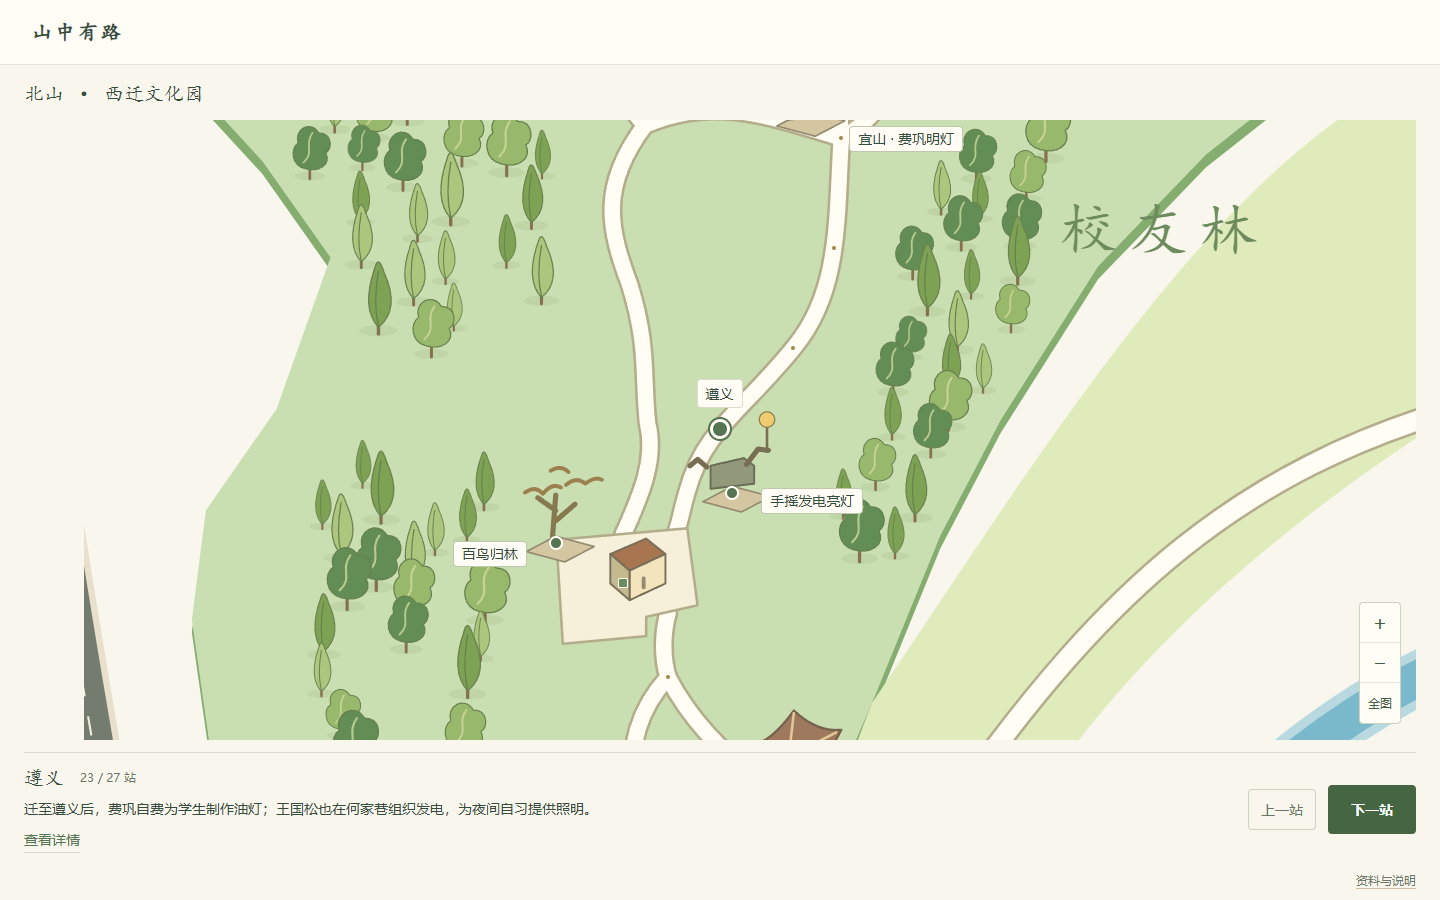 山中有路
北山 • 西迁文化园
宜山 · 费巩明灯
校友林
遵义
手摇发电亮灯
百鸟归林
+
−
全图
遵义 23 / 27 站
迁至遵义后，费巩自费为学生制作油灯；王国松也在何家巷组织发电，为夜间自习提供照明。
查看详情
上一站
下一站
资料与说明